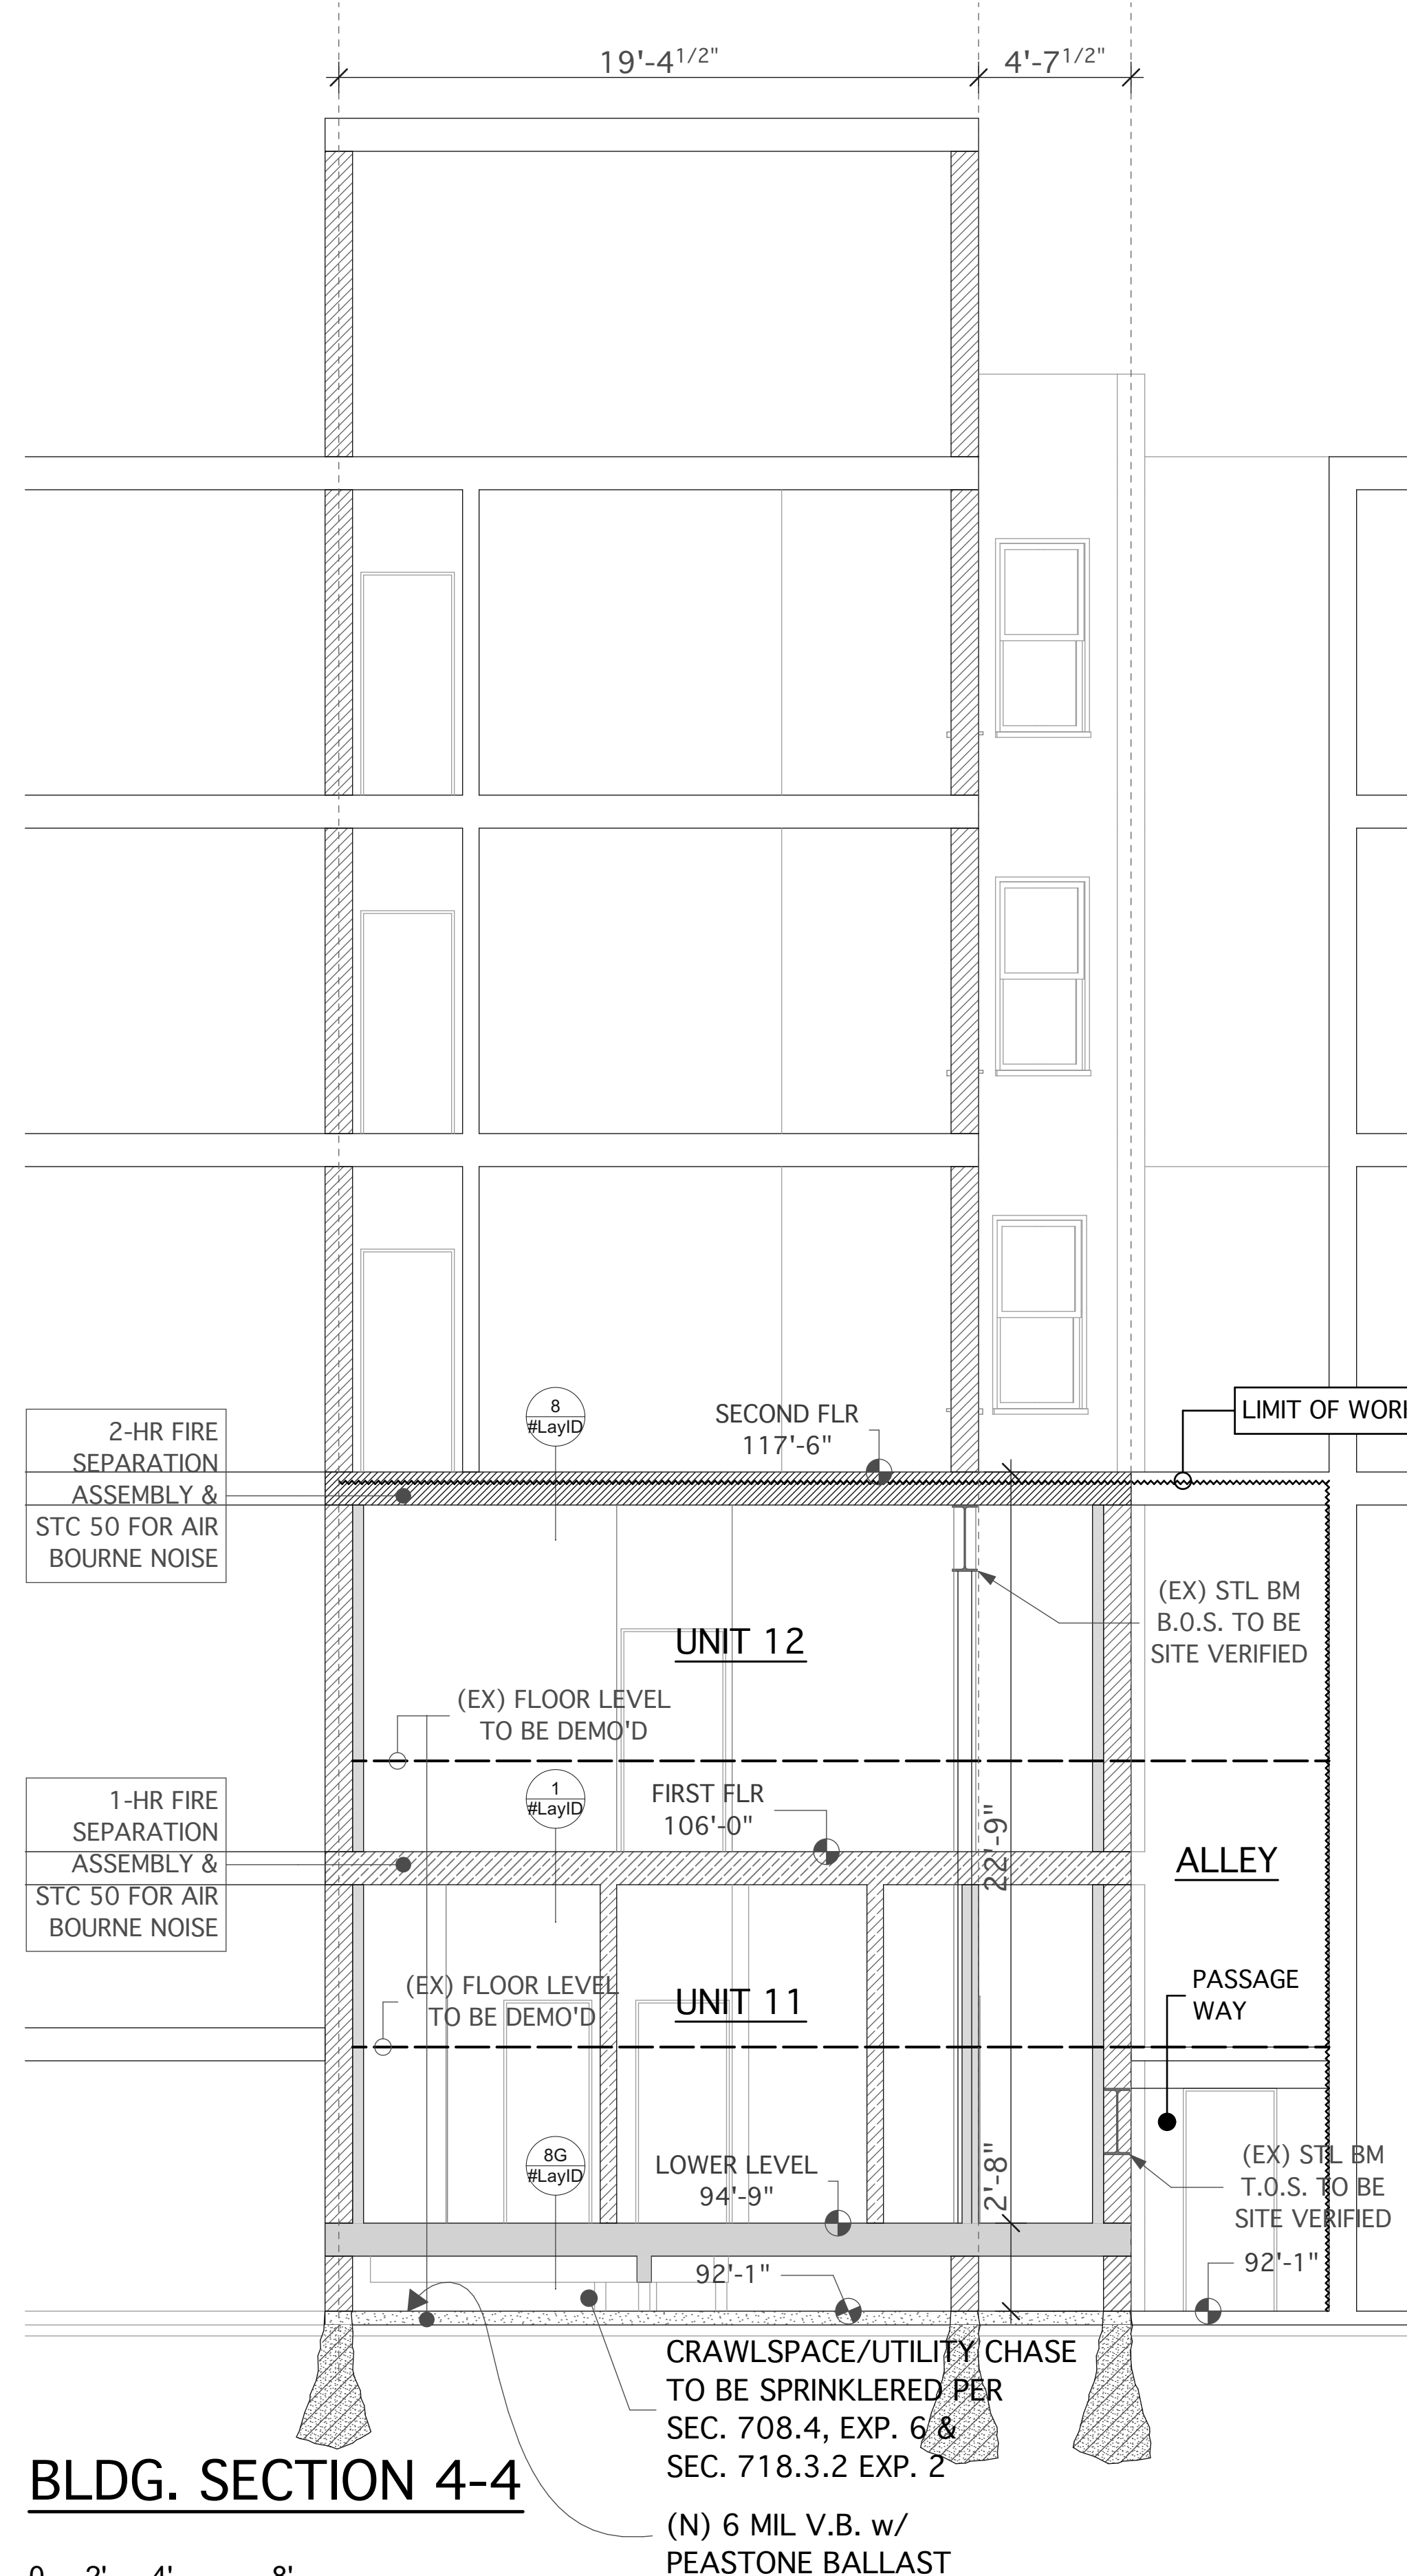 19'-4 1/2"
4'-7 1/2"
8
#LayID
SECOND FLR
117'-6"
LIMIT OF WORK
2-HR FIRE
SEPARATION
ASSEMBLY &
STC 50 FOR AIR
BOURNE NOISE
(EX) STL BM
B.O.S. TO BE
SITE VERIFIED
UNIT 12
(EX) FLOOR LEVEL
TO BE DEMO'D
1
#LayID
FIRST FLR
106'-0"
22'-9"
1-HR FIRE
SEPARATION
ASSEMBLY &
STC 50 FOR AIR
BOURNE NOISE
ALLEY
(EX) FLOOR LEVEL
TO BE DEMO'D
UNIT 11
PASSAGE
WAY
8G
#LayID
LOWER LEVEL
94'-9"
2'-8"
(EX) STL BM
T.O.S. TO BE
SITE VERIFIED
92'-1"
92'-1"
CRAWLSPACE/UTILITY CHASE
TO BE SPRINKLERED PER
SEC. 708.4, EXP. 6 &
SEC. 718.3.2 EXP. 2
BLDG. SECTION 4-4
(N) 6 MIL V.B. w/
PEASTONE BALLAST
0 2' 4' 8'